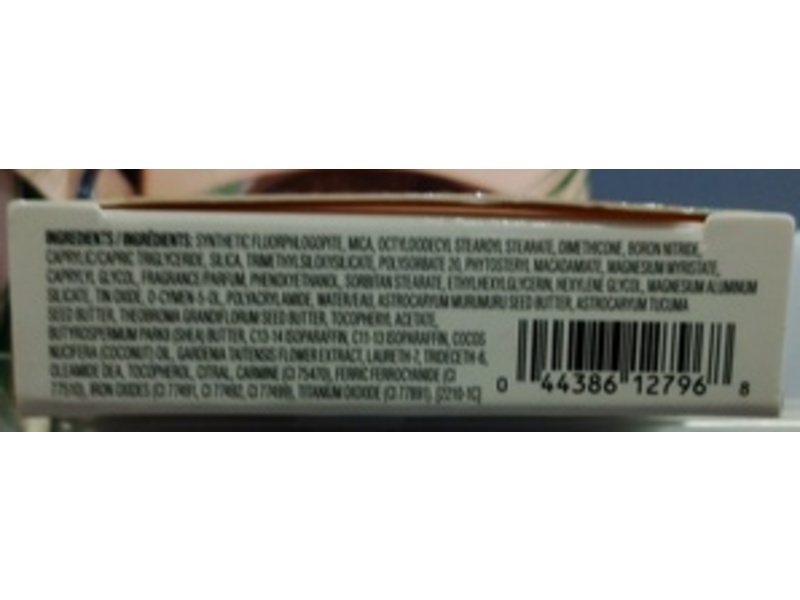 INGREDIENTS / INGRÉDIENTS: SYNTHETIC FLUORPHLOGOPITE, MICA, OCTYLDODECYL STEAROYL STEARATE, DIMETHICONE, BORON NITRIDE,
CAPRYLIC/CAPRIC TRIGLYCERIDE, SILICA, TRIMETHYLSILOXYSILICATE, POLYSORBATE 20, PHYTOSTERYL MACADAMIATE, MAGNESIUM MYRISTATE,
CAPRYLYL GLYCOL, FRAGRANCE/PARFUM, PHENOXYETHANOL, SORBITAN STEARATE, ETHYLHEXYLGLYCERIN, HEXYLENE GLYCOL, MAGNESIUM ALUMINUM
SILICATE, TIN OXIDE, O-CYMEN-5-OL, POLYACRYLAMIDE, WATER/EAU, ASTROCARYUM MURUMURU SEED BUTTER, ASTROCARYUM TUCUMA
SEED BUTTER, THEOBROMA GRANDIFLORUM SEED BUTTER, TOCOPHERYL ACETATE,
BUTYROSPERMUM PARKII (SHEA) BUTTER, C13-14 ISOPARAFFIN, C11-13 ISOPARAFFIN, COCOS
NUCIFERA (COCONUT) OIL, GARDENIA TAITENSIS FLOWER EXTRACT, LAURETH-7, TRIDECETH-6,
OLEAMIDE DEA, TOCOPHEROL, CITRAL, CARMINE (CI 75470), FERRIC FERROCYANIDE (CI
77510), IRON OXIDES (CI 77491, CI 77492, CI 77499), TITANIUM DIOXIDE (CI 77891). [2210-1C]
0 44386 12796 8